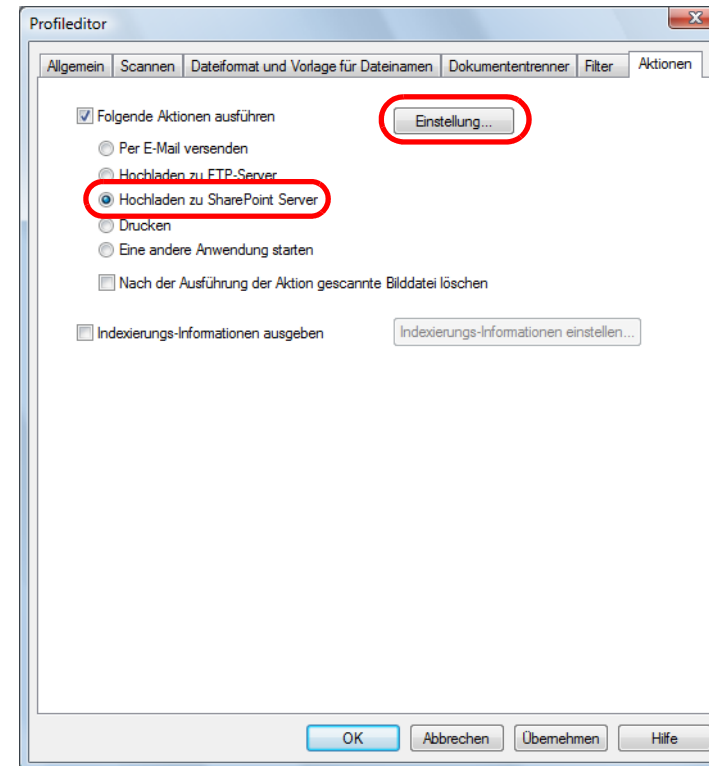 Profileditor
Allgemein Scannen Dateiformat und Vorlage für Dateinamen Dokumententrenner Filter Aktionen
Folgende Aktionen ausführen Einstellung...
Per E-Mail versenden
Hochladen zu FTP-Server
Hochladen zu SharePoint Server
Drucken
Eine andere Anwendung starten
Nach der Ausführung der Aktion gescannte Bilddatei löschen
Indexierungs-Informationen ausgeben Indexierungs-Informationen einstellen...
OK Abbrechen Übernehmen Hilfe